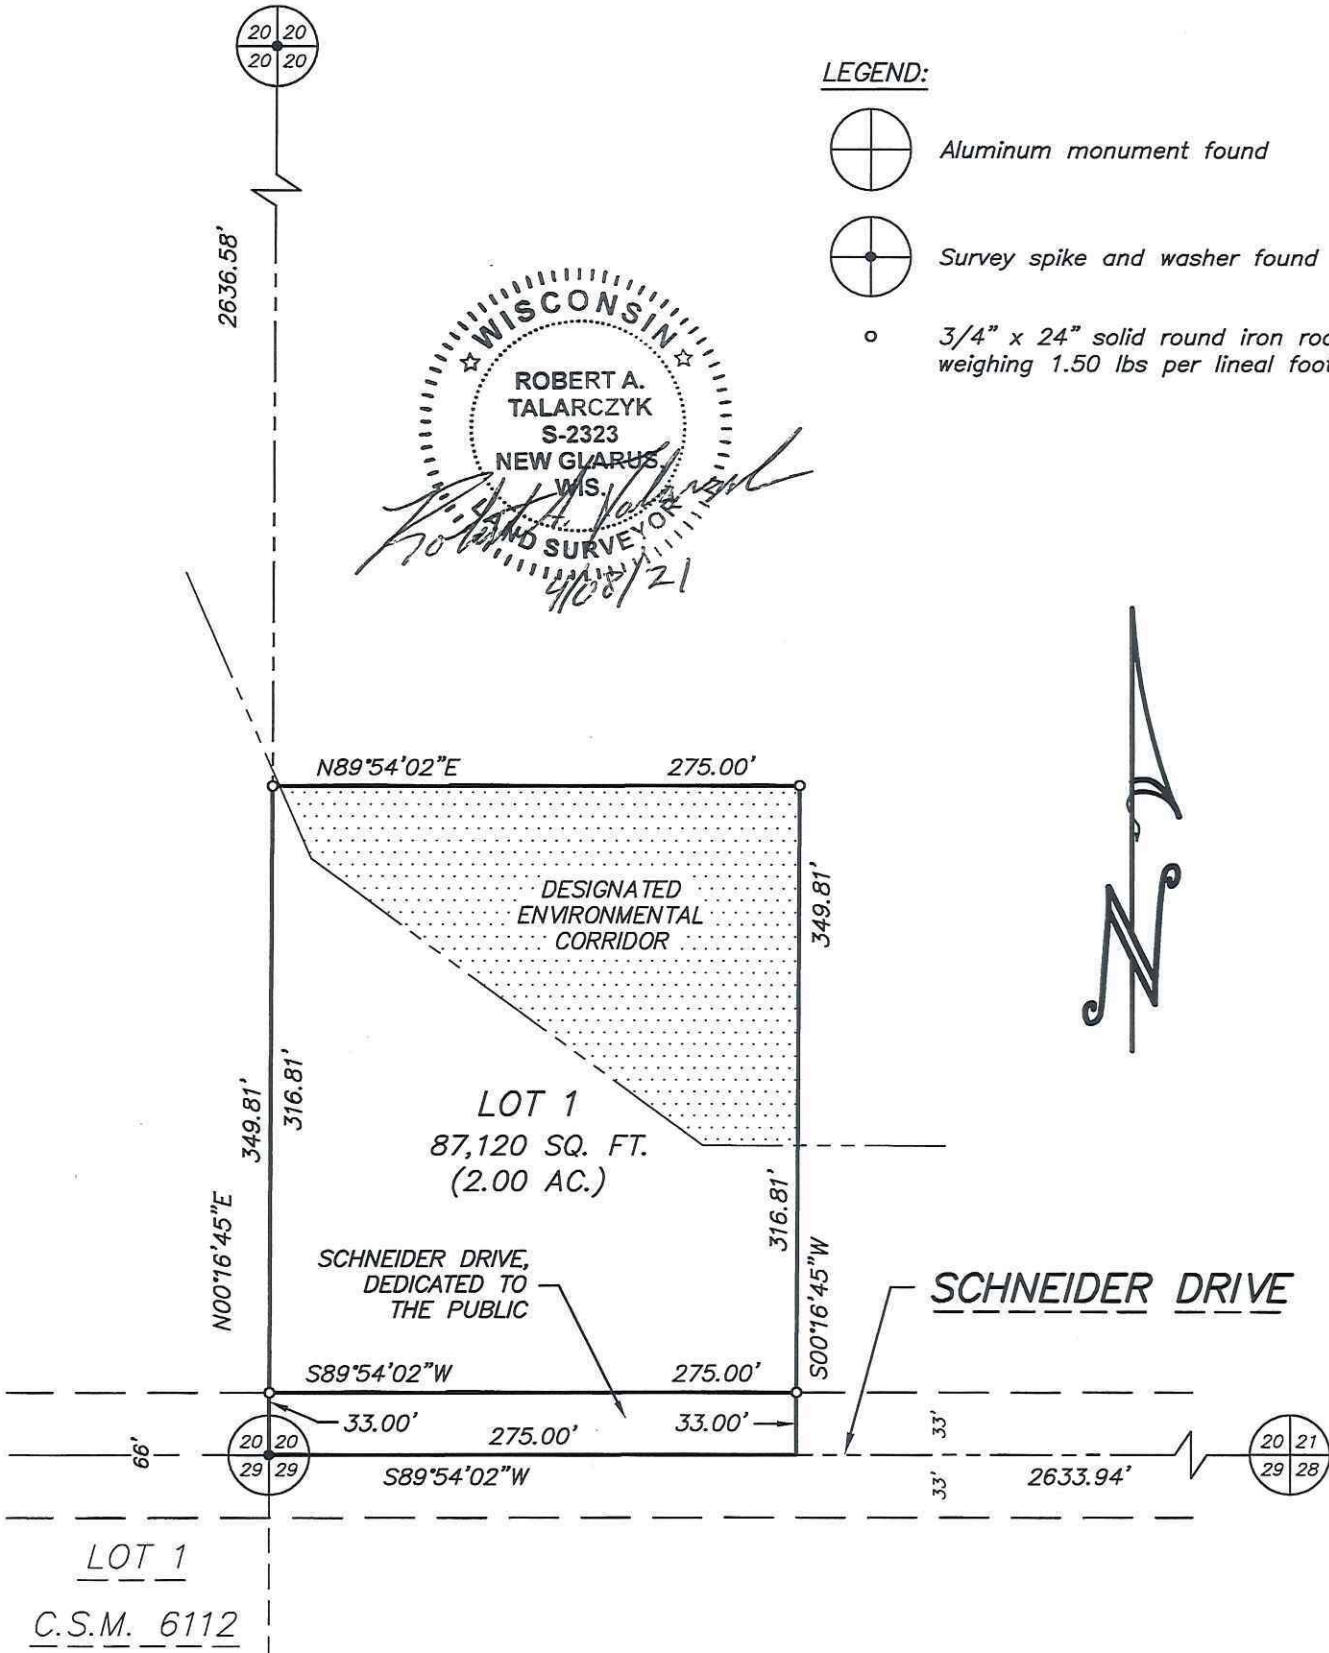 20 20
20 20
LEGEND:
Aluminum monument found
Survey spike and washer found
3/4" x 24" solid round iron rod
weighing 1.50 lbs per lineal foot
2636.58'
WISCONSIN
ROBERT A.
TALARCZYK
S-2323
NEW GLARUS,
WIS.
LAND SURVEYOR
Robert A. Talarczyk
4/08/21
N89°54'02"E 275.00'
DESIGNATED
ENVIRONMENTAL
CORRIDOR
349.81'
N
349.81'
316.81'
LOT 1
87,120 SQ. FT.
(2.00 AC.)
316.81'
N00°16'45"E
S00°16'45"W
SCHNEIDER DRIVE,
DEDICATED TO
THE PUBLIC
SCHNEIDER DRIVE
S89°54'02"W 275.00'
33.00' 275.00' 33.00'
33'
66'
20 20
29 29
S89°54'02"W
33'
2633.94'
20 21
29 28
LOT 1
C.S.M. 6112